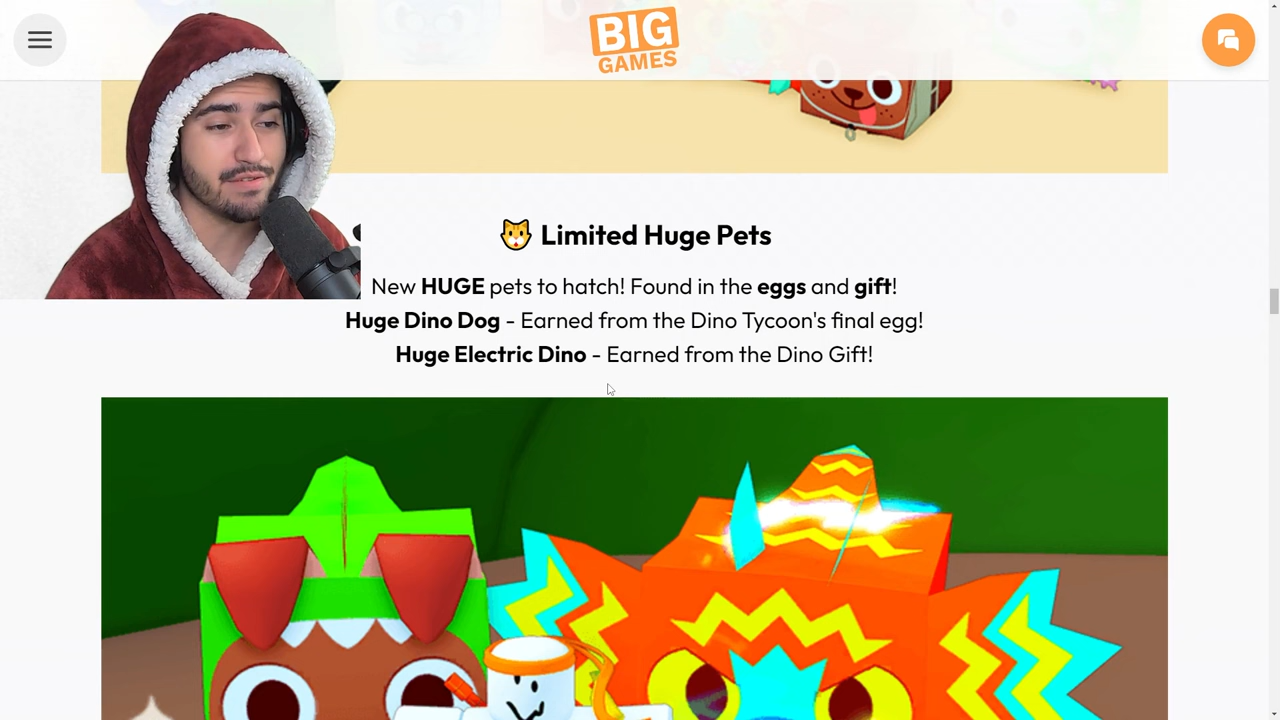 BIG
GAMES
🐱 Limited Huge Pets
New HUGE pets to hatch! Found in the eggs and gift!
Huge Dino Dog - Earned from the Dino Tycoon's final egg!
Huge Electric Dino - Earned from the Dino Gift!